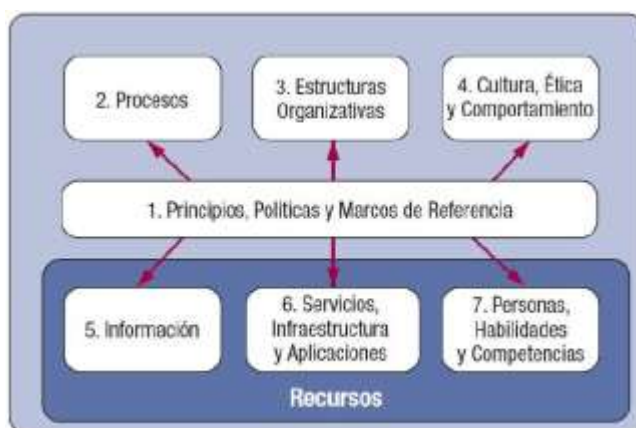 2. Procesos
3. Estructuras
Organizativas
4. Cultura, Ética
y Comportamiento
1. Principios, Políticas y Marcos de Referencia
5. Información
6. Servicios,
Infraestructura
y Aplicaciones
7. Personas,
Habilidades
y Competencias
Recursos